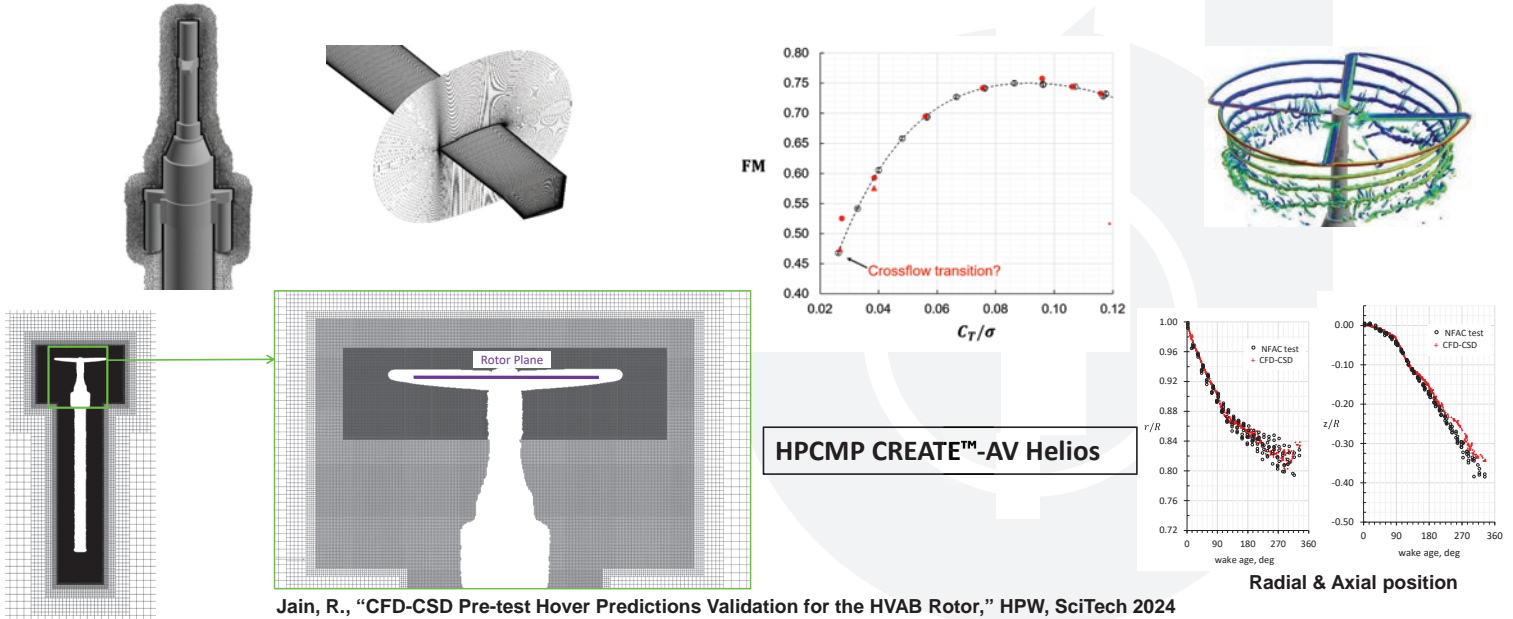 0.80
0.75
0.70
0.65
FM
0.60
0.55
0.50
0.45
0.40
Crossflow transition?
0.02 0.04 0.06 0.08 0.10 0.12
C_T/σ
Rotor Plane
HPCMP CREATE™-AV Helios
1.00
0.96
0.92
0.88
r/R
0.84
0.80
0.76
0.72
NFAC test
CFD-CSD
0 90 180 270 360
wake age, deg
0.00
-0.10
z/R
-0.20
-0.30
-0.40
-0.50
NFAC test
CFD-CSD
0 90 180 270 360
wake age, deg
Radial & Axial position
Jain, R., “CFD-CSD Pre-test Hover Predictions Validation for the HVAB Rotor,” HPW, SciTech 2024